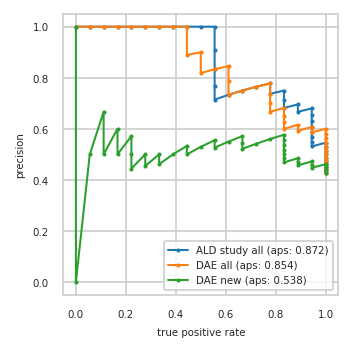 1.0
0.8
0.6
0.4
0.2
0.0
precision
ALD study all (aps: 0.872)
DAE all (aps: 0.854)
DAE new (aps: 0.538)
0.0 0.2 0.4 0.6 0.8 1.0
true positive rate